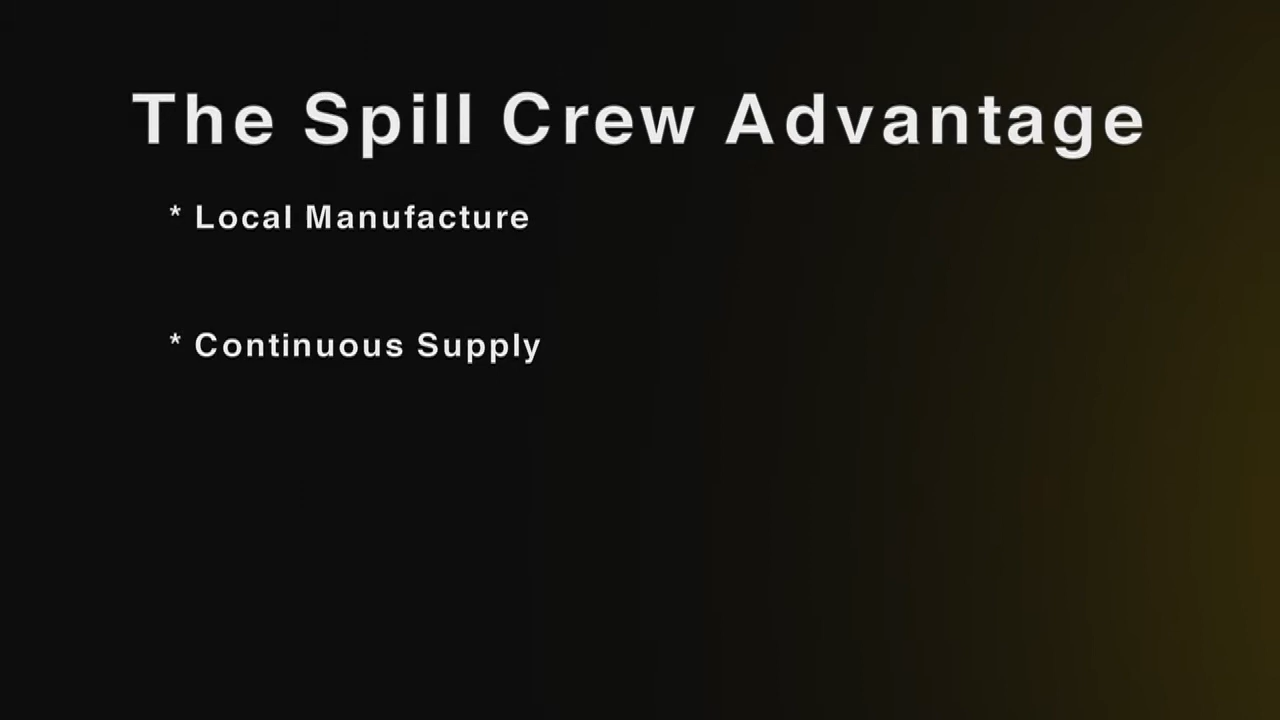 The Spill Crew Advantage
* Local Manufacture
* Continuous Supply